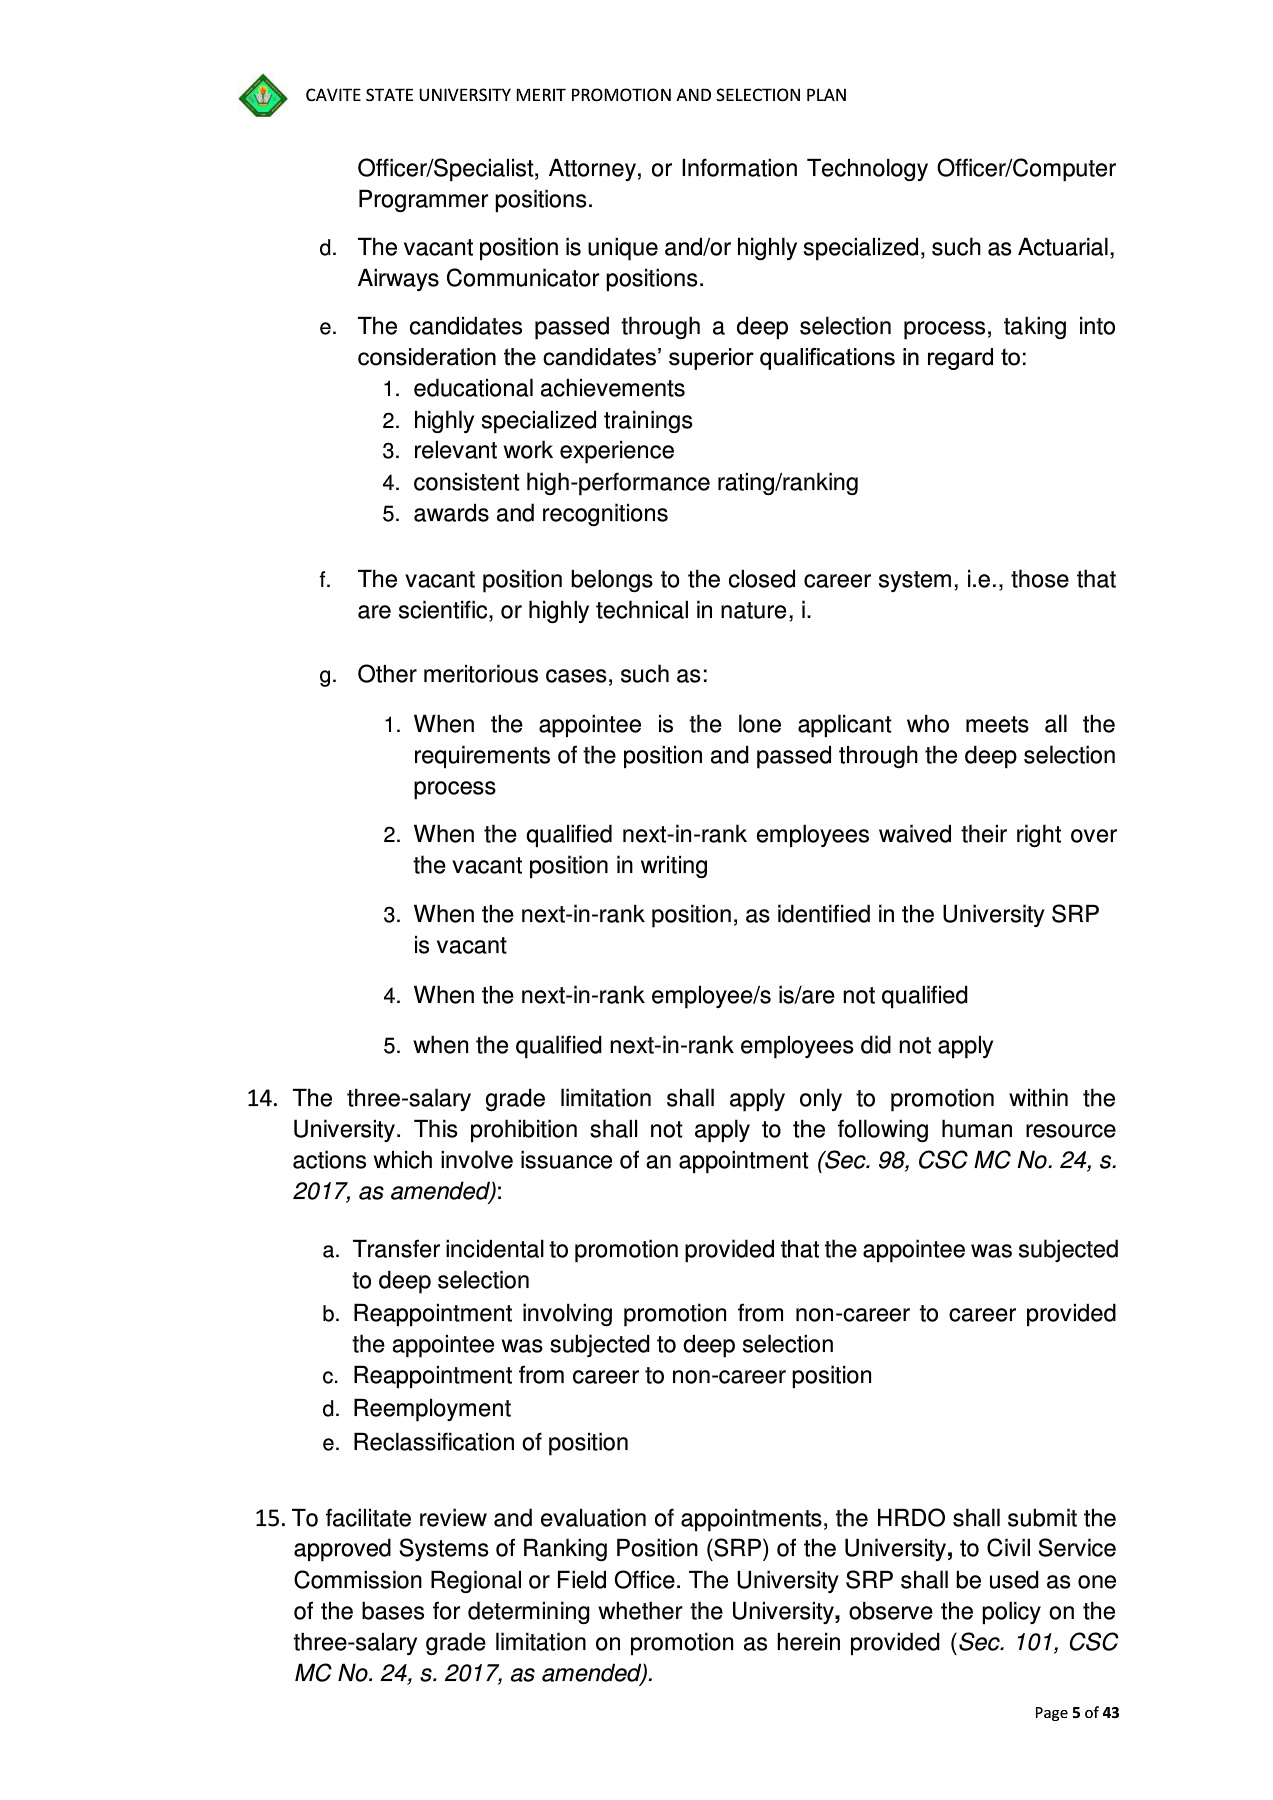 CAVITE STATE UNIVERSITY MERIT PROMOTION AND SELECTION PLAN
Officer/Specialist, Attorney, or Information Technology Officer/Computer
Programmer positions.
d. The vacant position is unique and/or highly specialized, such as Actuarial,
Airways Communicator positions.
e. The candidates passed through a deep selection process, taking into
consideration the candidates’ superior qualifications in regard to:
1. educational achievements
2. highly specialized trainings
3. relevant work experience
4. consistent high-performance rating/ranking
5. awards and recognitions
f. The vacant position belongs to the closed career system, i.e., those that
are scientific, or highly technical in nature, i.
g. Other meritorious cases, such as:
1. When the appointee is the lone applicant who meets all the
requirements of the position and passed through the deep selection
process
2. When the qualified next-in-rank employees waived their right over
the vacant position in writing
3. When the next-in-rank position, as identified in the University SRP
is vacant
4. When the next-in-rank employee/s is/are not qualified
5. when the qualified next-in-rank employees did not apply
14. The three-salary grade limitation shall apply only to promotion within the
University. This prohibition shall not apply to the following human resource
actions which involve issuance of an appointment (Sec. 98, CSC MC No. 24, s.
2017, as amended):
a. Transfer incidental to promotion provided that the appointee was subjected
to deep selection
b. Reappointment involving promotion from non-career to career provided
the appointee was subjected to deep selection
c. Reappointment from career to non-career position
d. Reemployment
e. Reclassification of position
15. To facilitate review and evaluation of appointments, the HRDO shall submit the
approved Systems of Ranking Position (SRP) of the University, to Civil Service
Commission Regional or Field Office. The University SRP shall be used as one
of the bases for determining whether the University, observe the policy on the
three-salary grade limitation on promotion as herein provided (Sec. 101, CSC
MC No. 24, s. 2017, as amended).
Page 5 of 43